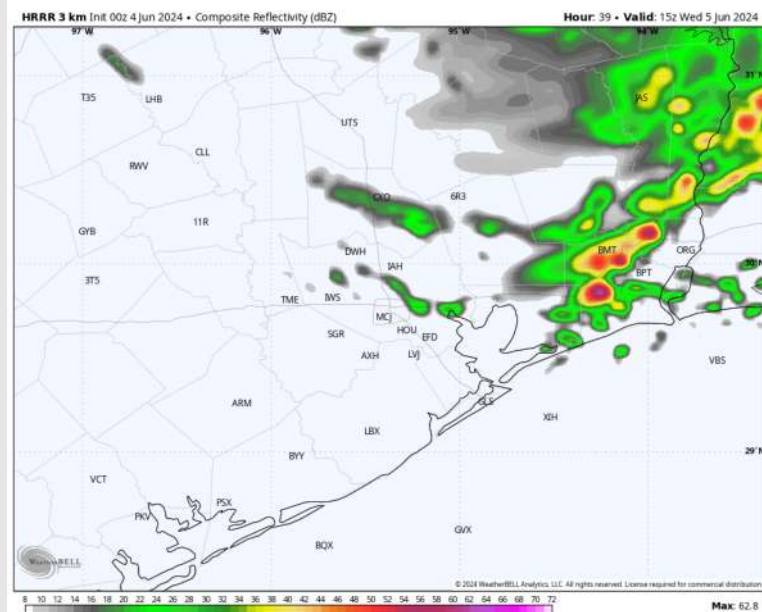 HRRR 3 km Init 00z 4 Jun 2024 • Composite Reflectivity (dBZ)
Hour: 39 • Valid: 15z Wed 5 Jun 2024
97°W 96°W 95°W 94°W
31°N
T35 LHB JAS
UTS
CLL
RWV
CXO 6R3
11R
GYB
DWH BMT ORG
30°N
IAH BPT
3T5
TME IWS
MCJ
SGR HOU EFD
AXH LVJ VBS
ARM GLS
LBX XIH
29°N
BYY
VCT
PKV PSX
BQX GVX
WeatherBELL
© 2024 WeatherBELL Analytics, LLC. All rights reserved. License required for commercial distribution
8 10 12 14 16 18 20 22 24 26 28 30 32 34 36 38 40 42 44 46 48 50 52 54 56 58 60 62 64 66 68 70 72
Max: 62.8